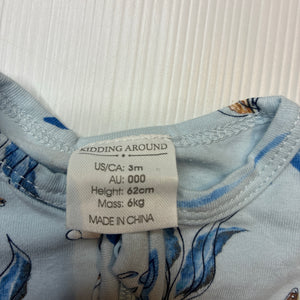 KIDDING AROUND
US/CA: 3m
AU: 000
Height: 62cm
Mass: 6kg
MADE IN CHINA